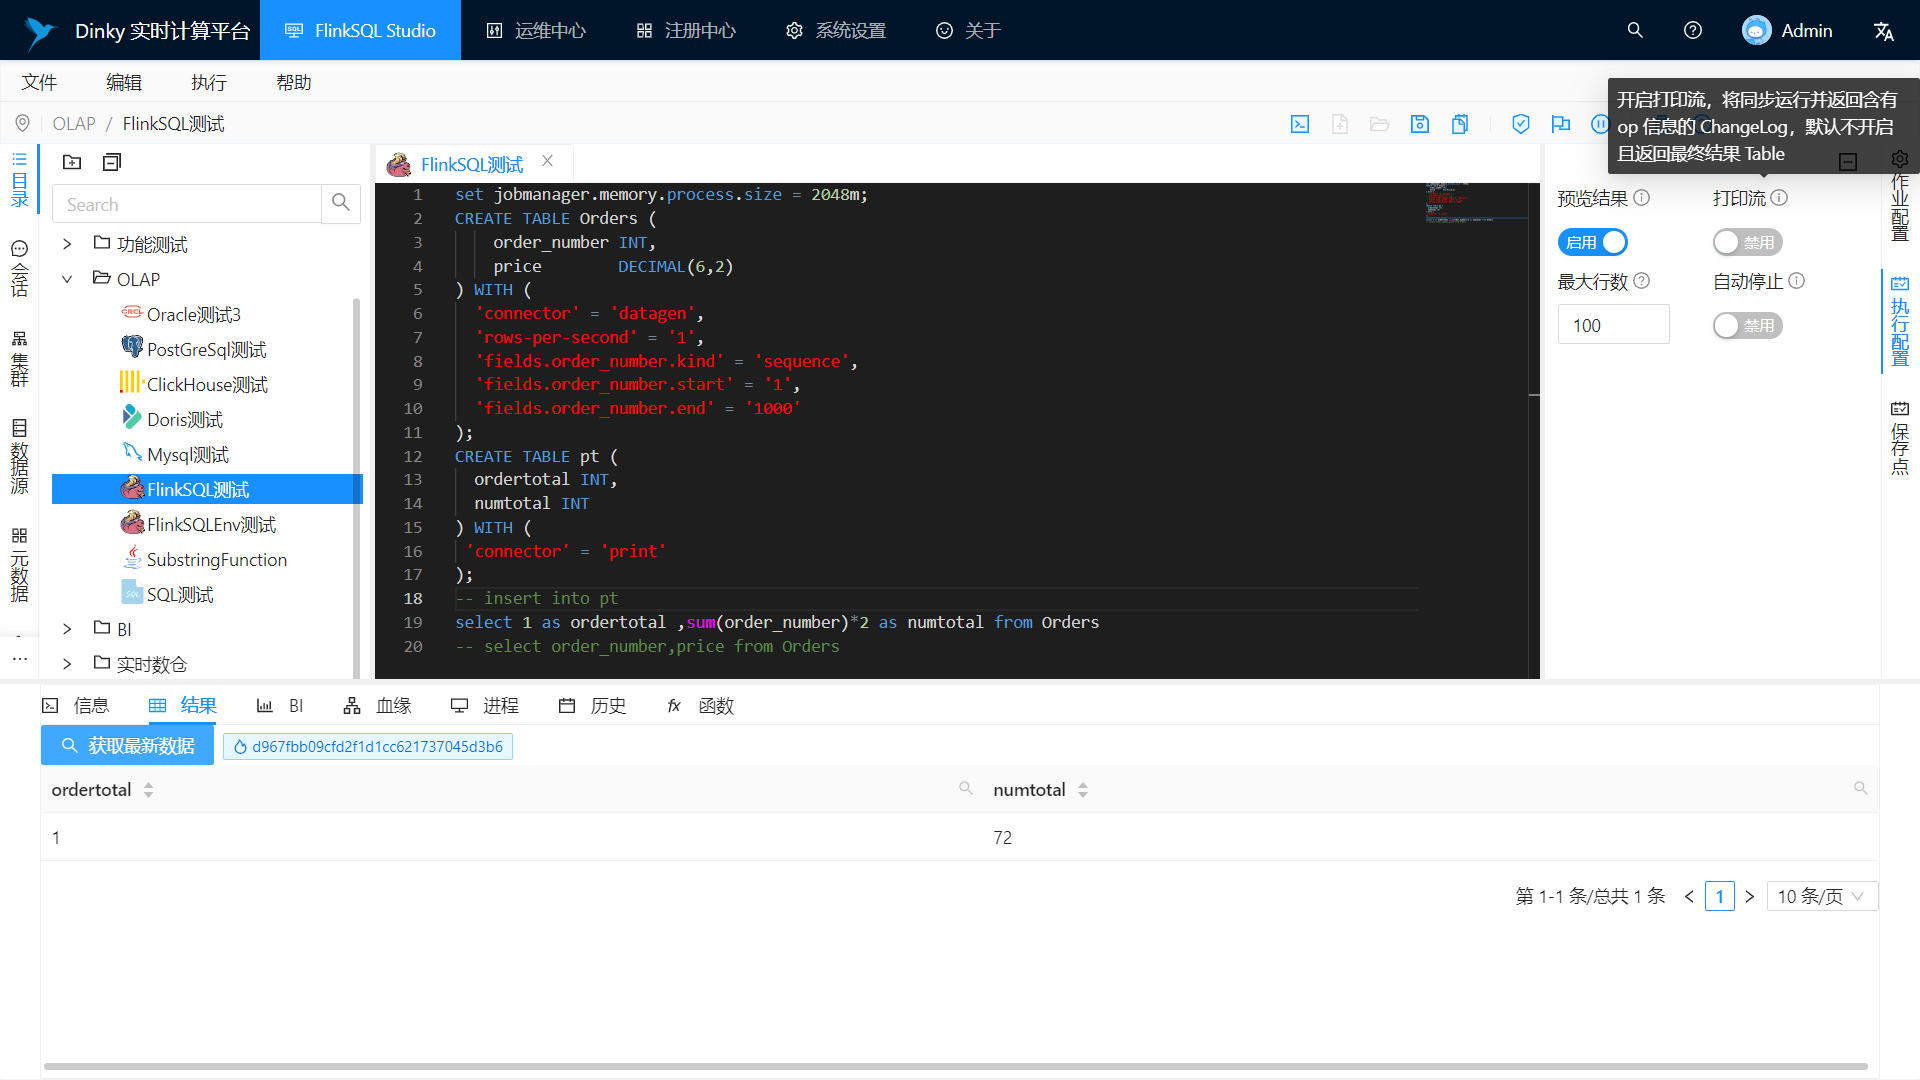 Dinky 实时计算平台
FlinkSQL Studio
运维中心
注册中心
系统设置
关于
Admin
文件
编辑
执行
帮助
OLAP / FlinkSQL测试
开启打印流，将同步运行并返回含有
op 信息的 ChangeLog，默认不开启
且返回最终结果 Table
目录
会话
集群
数据源
元数据
Search
功能测试
OLAP
Oracle测试3
PostGreSql测试
ClickHouse测试
Doris测试
Mysql测试
FlinkSQL测试
FlinkSQLEnv测试
SubstringFunction
SQL测试
BI
实时数仓
FlinkSQL测试
1 set jobmanager.memory.process.size = 2048m;
2 CREATE TABLE Orders (
3 order_number INT,
4 price DECIMAL(6,2)
5 ) WITH (
6 'connector' = 'datagen',
7 'rows-per-second' = '1',
8 'fields.order_number.kind' = 'sequence',
9 'fields.order_number.start' = '1',
10 'fields.order_number.end' = '1000'
11 );
12 CREATE TABLE pt (
13 ordertotal INT,
14 numtotal INT
15 ) WITH (
16 'connector' = 'print'
17 );
18 -- insert into pt
19 select 1 as ordertotal ,sum(order_number)*2 as numtotal from Orders
20 -- select order_number,price from Orders
预览结果
打印流
启用
禁用
最大行数
自动停止
100
禁用
作业配置
执行配置
保存点
信息
结果
BI
血缘
进程
历史
函数
获取最新数据
d967fbb09cfd2f1d1cc621737045d3b6
ordertotal
numtotal
1
72
第 1-1 条/总共 1 条
1
10 条/页